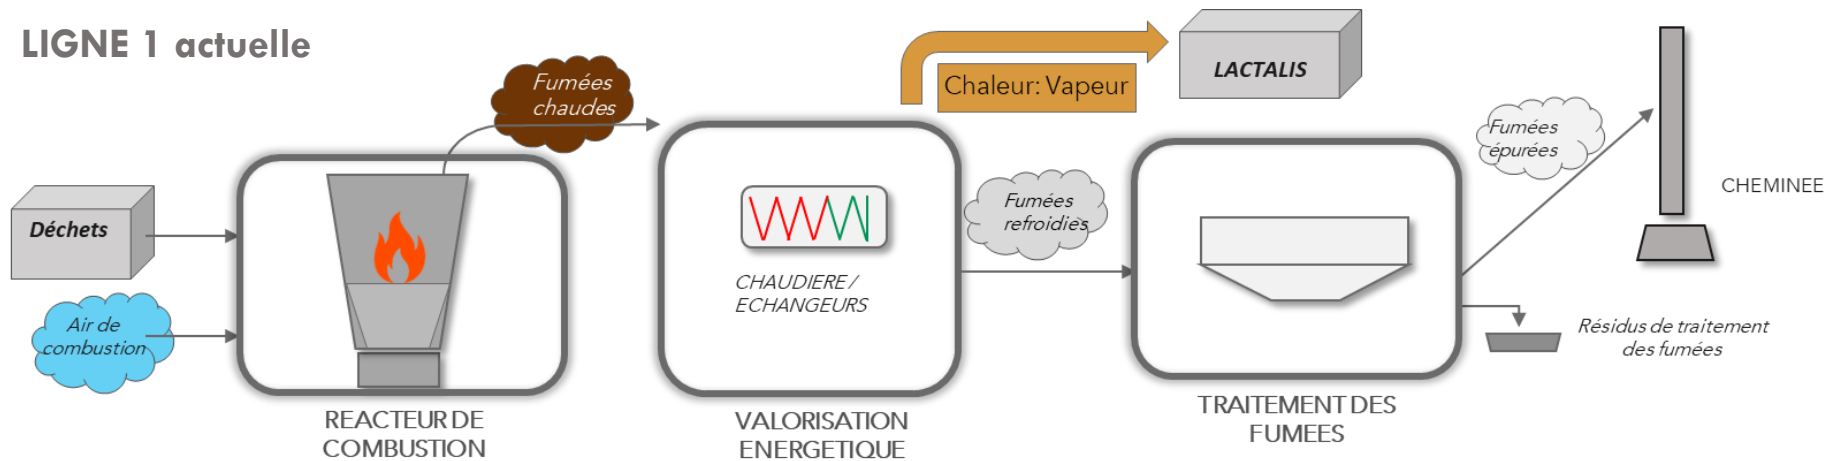 LIGNE 1 actuelle
Déchets
Air de
combustion
REACTEUR DE
COMBUSTION
Fumées
chaudes
CHAUDIERE /
ECHANGEURS
VALORISATION
ENERGETIQUE
Chaleur: Vapeur
LACTALIS
Fumées
refroidies
TRAITEMENT DES
FUMEES
Fumées
épurées
CHEMINEE
Résidus de traitement
des fumées